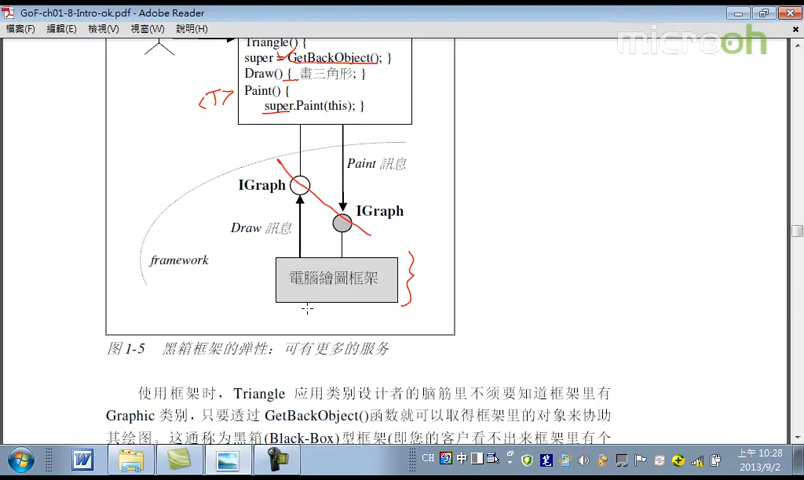 GoF-ch01-8-Intro-ok.pdf - Adobe Reader
檔案(F) 編輯(E) 檢視(V) 視窗(W) 說明(H)
microoh
Triangle() {
super = GetBackObject(); }
Draw() { 畫三角形; }
Paint() {
super.Paint(this); }
<T>
Paint 訊息
IGraph
IGraph
Draw 訊息
framework
電腦繪圖框架
图 1-5 黑箱框架的弹性：可有更多的服务
使用框架时，Triangle 应用类别设计者的脑筋里不须要知道框架里有
Graphic 类别，只要透过 GetBackObject()函数就可以取得框架里的对象来协助
其绘图。这通称为黑箱(Black-Box)型框架(即您的客户看不出来框架里有个
CH 中
上午 10:28
2013/9/2